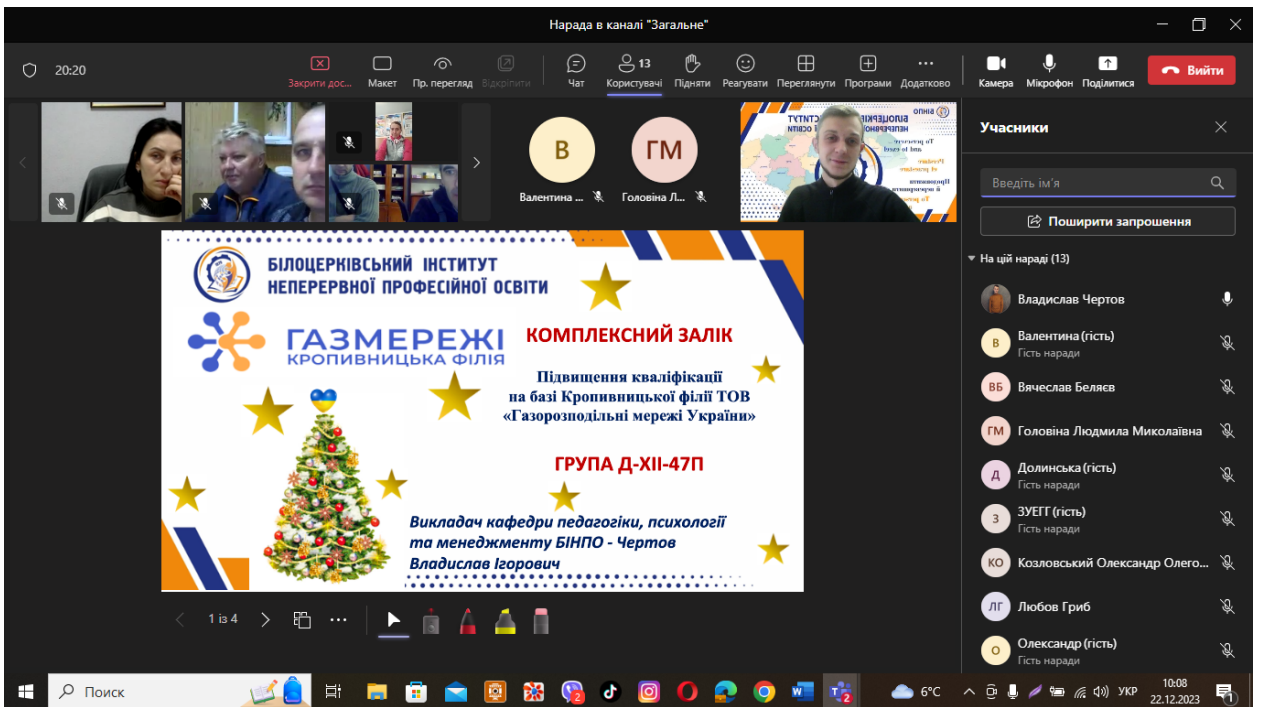 Нарада в каналі "Загальне"
20:20
Закрити дос...
Макет
Пр. перегляд
Відкріпити
Чат
13
Користувачі
Підняти
Реагувати
Переглянути
Програми
Додатково
Камера
Мікрофон
Поділитися
Вийти
В
Валентина ...
ГМ
Головіна Л...
БІНПО
Учасники
Введіть ім'я
Поширити запрошення
На цій нараді (13)
Владислав Чертов
В
Валентина (гість)
Гість наради
ВБ
Вячеслав Беляєв
ГМ
Головіна Людмила Миколаївна
Д
Долинська (гість)
Гість наради
З
ЗУЕГГ (гість)
Гість наради
КО
Козловський Олександр Олего...
ЛГ
Любов Гриб
О
Олександр (гість)
Гість наради
БІЛОЦЕРКІВСЬКИЙ ІНСТИТУТ
НЕПЕРЕРВНОЇ ПРОФЕСІЙНОЇ ОСВІТИ
ГАЗМЕРЕЖІ
КРОПИВНИЦЬКА ФІЛІЯ
КОМПЛЕКСНИЙ ЗАЛІК
Підвищення кваліфікації
на базі Кропивницької філії ТОВ
«Газорозподільні мережі України»
ГРУПА Д-ХІІ-47П
Викладач кафедри педагогіки, психології
та менеджменту БІНПО - Чертов
Владислав Ігорович
1 із 4
Поиск
6°C
УКР
10:08
22.12.2023